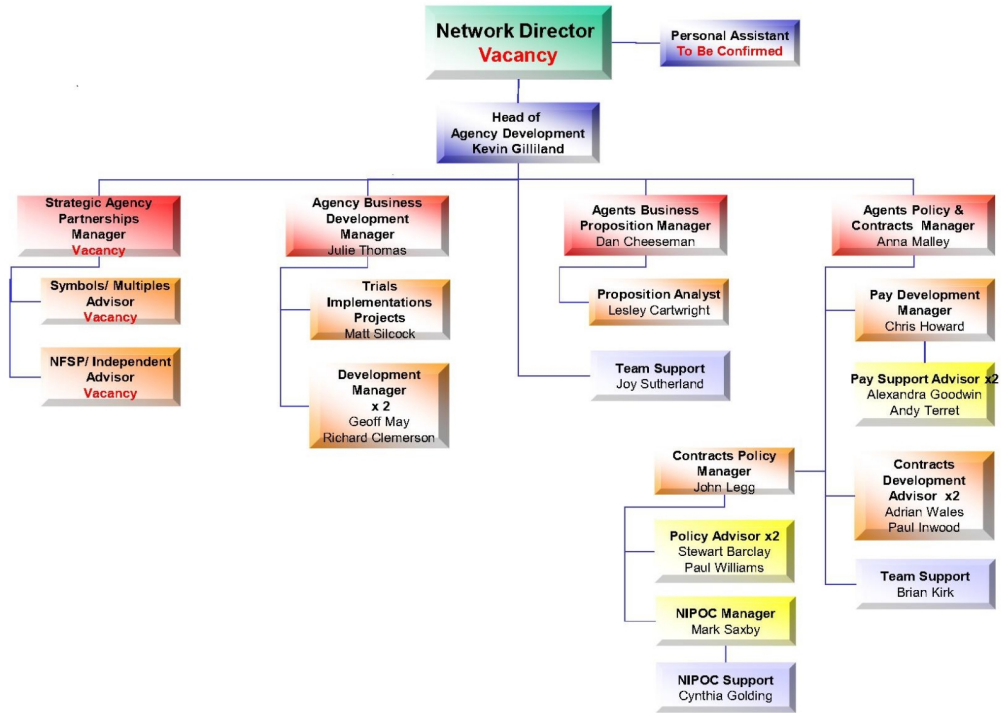 Network Director
Vacancy
Personal Assistant
To Be Confirmed
Head of
Agency Development
Kevin Gilliland
Strategic Agency
Partnerships
Manager
Vacancy
Symbols/ Multiples
Advisor
Vacancy
NFSP/ Independent
Advisor
Vacancy
Agency Business
Development
Manager
Julie Thomas
Trials
Implementations
Projects
Matt Silcock
Development
Manager
x 2
Geoff May
Richard Clemerson
Agents Business
Proposition Manager
Dan Cheeseman
Proposition Analyst
Lesley Cartwright
Team Support
Joy Sutherland
Agents Policy &
Contracts Manager
Anna Malley
Pay Development
Manager
Chris Howard
Pay Support Advisor x2
Alexandra Goodwin
Andy Terret
Contracts Policy
Manager
John Legg
Policy Advisor x2
Stewart Barclay
Paul Williams
NIPOC Manager
Mark Saxby
NIPOC Support
Cynthia Golding
Contracts
Development
Advisor x2
Adrian Wales
Paul Inwood
Team Support
Brian Kirk